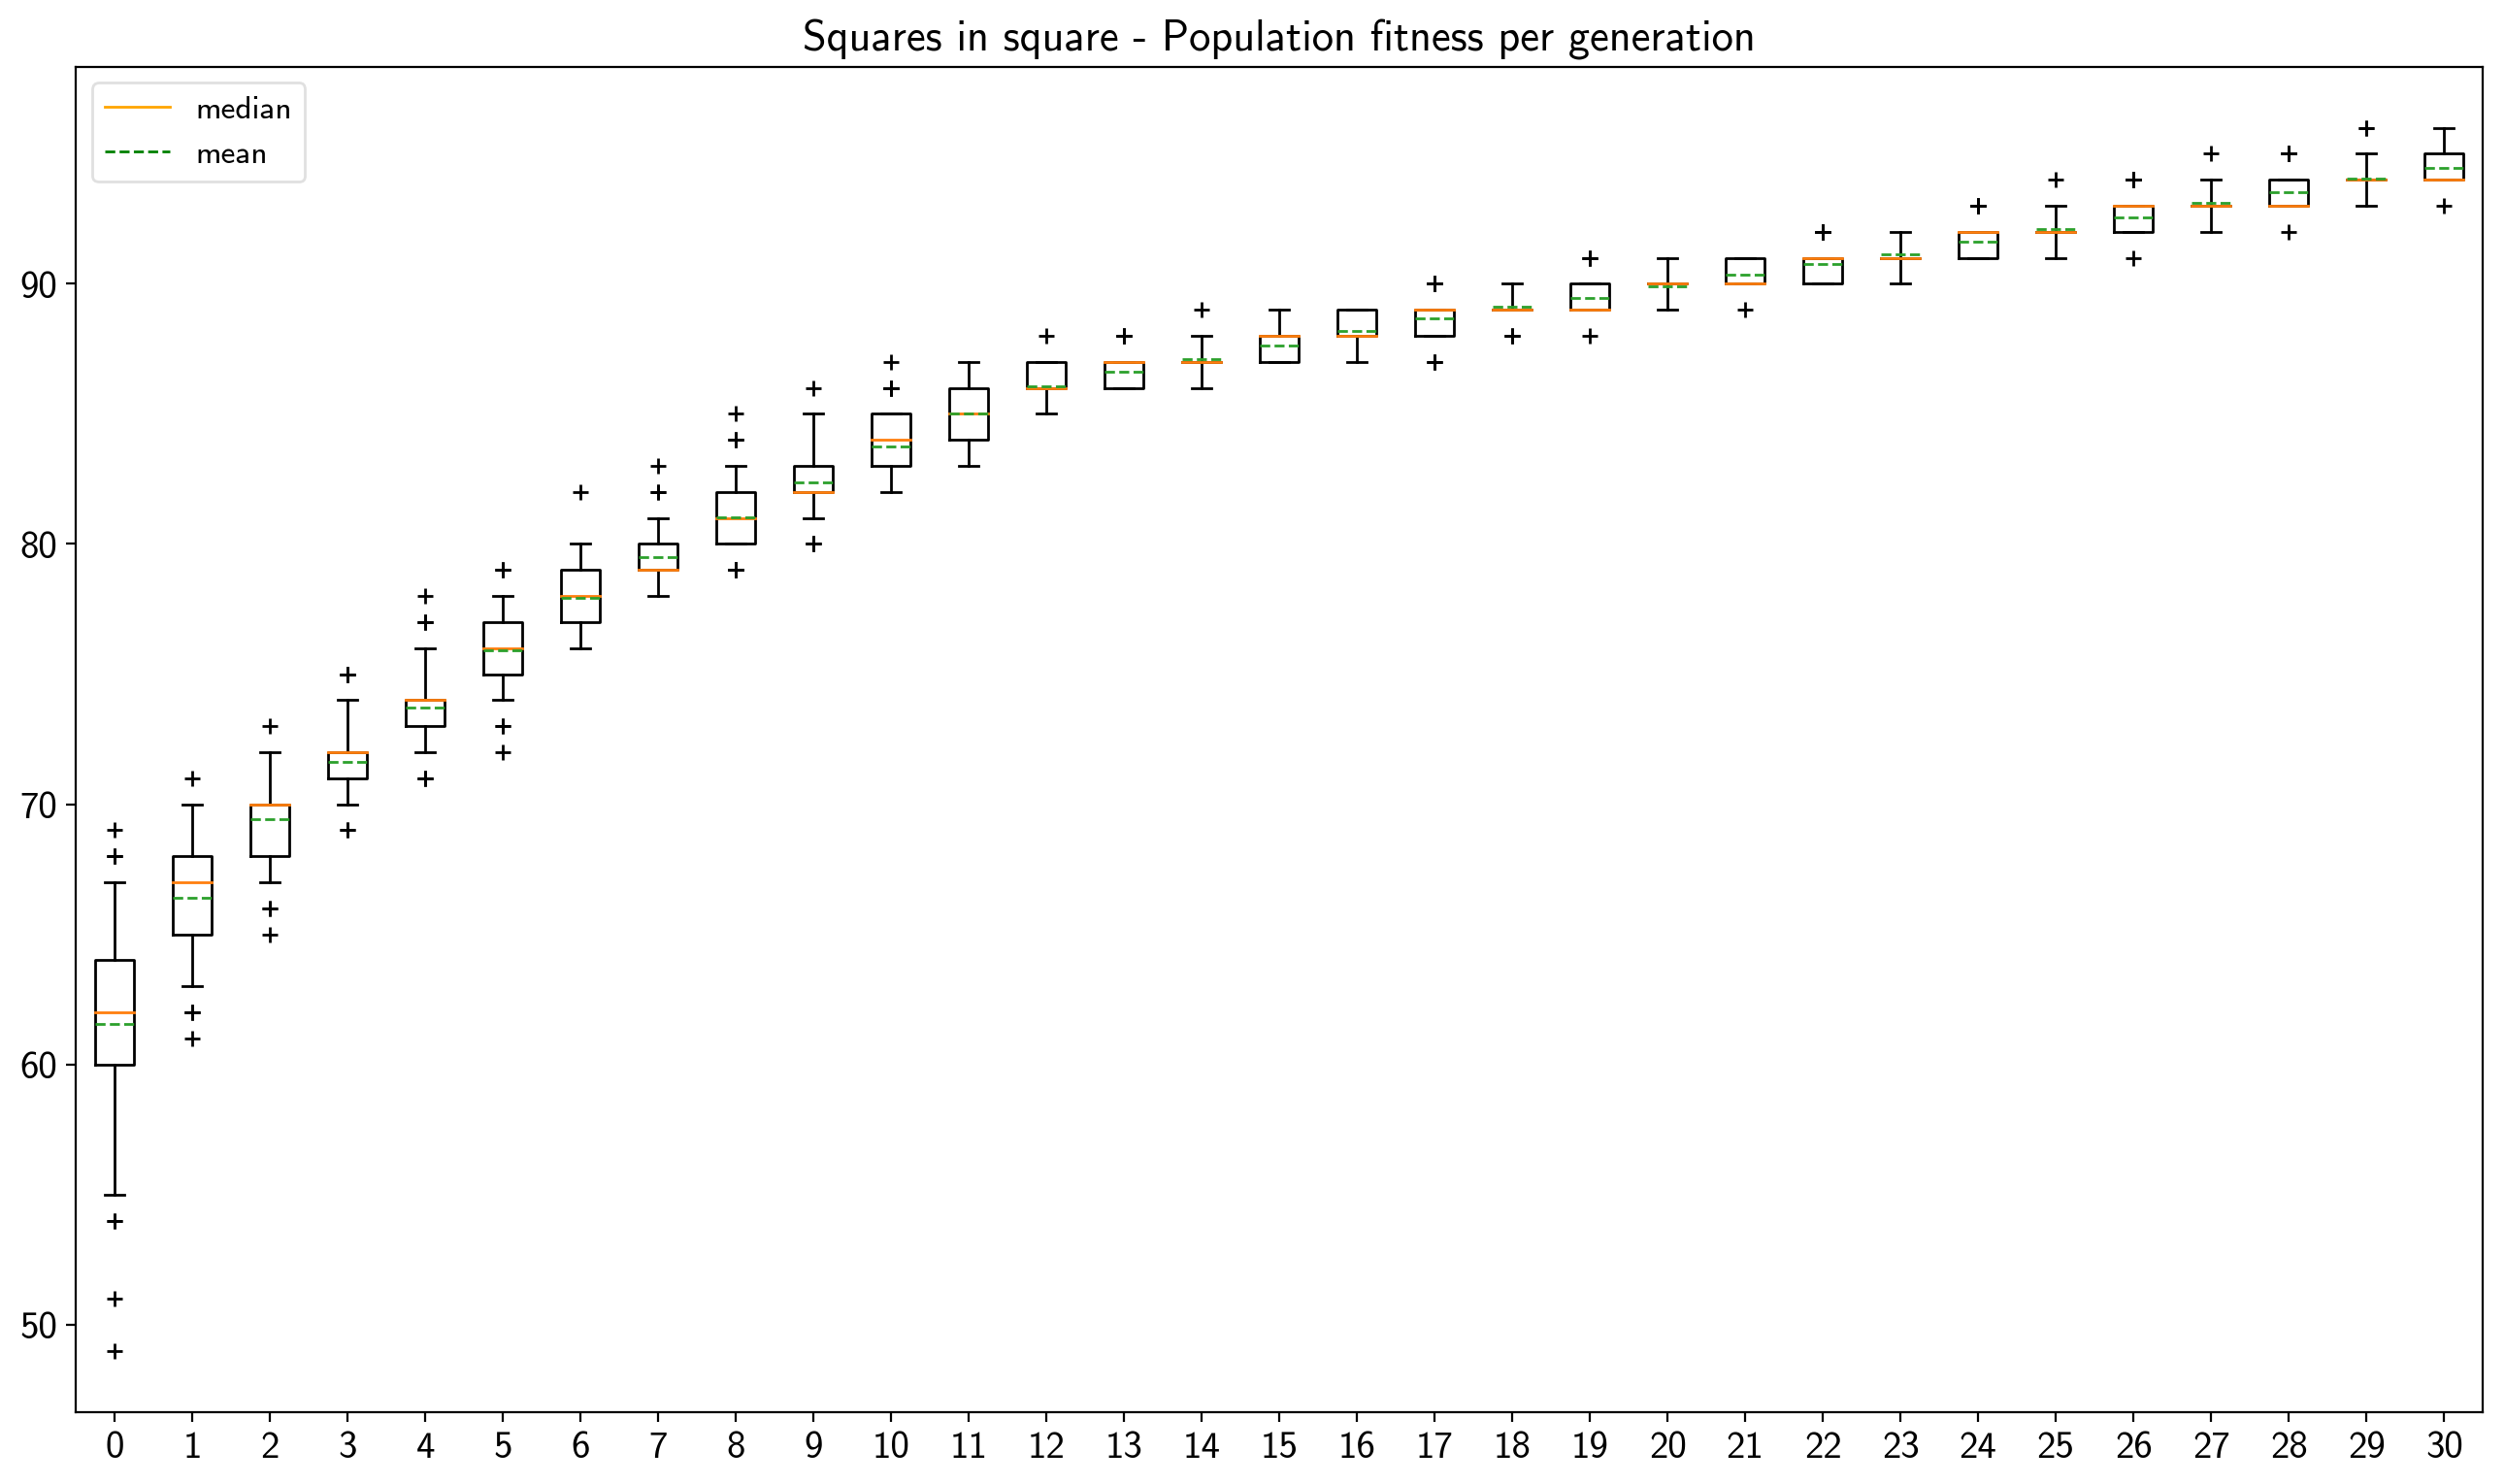 Squares in square - Population fitness per generation
median
mean
90
80
70
60
50
0 1 2 3 4 5 6 7 8 9 10 11 12 13 14 15 16 17 18 19 20 21 22 23 24 25 26 27 28 29 30